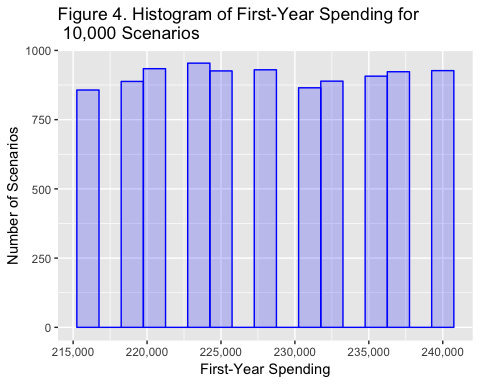 Figure 4. Histogram of First-Year Spending for
10,000 Scenarios
1000
750
500
250
0
Number of Scenarios
215,000 220,000 225,000 230,000 235,000 240,000
First-Year Spending